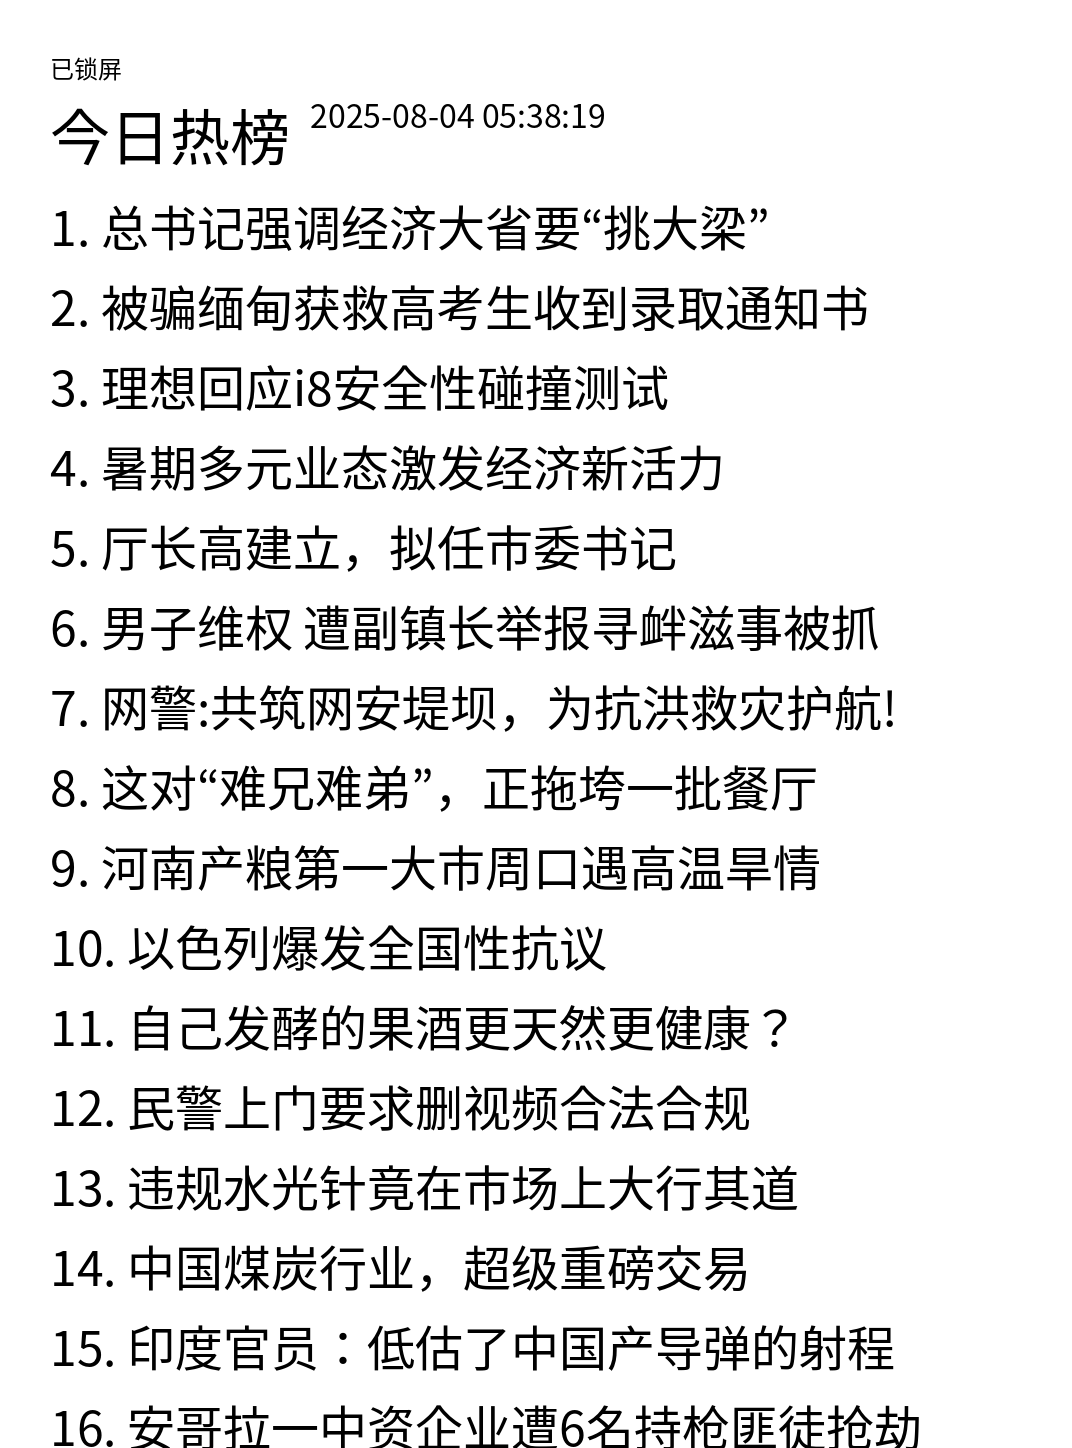 已锁屏
今日热榜 2025-08-04 05:38:19
1. 总书记强调经济大省要“挑大梁”
2. 被骗缅甸获救高考生收到录取通知书
3. 理想回应i8安全性碰撞测试
4. 暑期多元业态激发经济新活力
5. 厅长高建立，拟任市委书记
6. 男子维权 遭副镇长举报寻衅滋事被抓
7. 网警:共筑网安堤坝，为抗洪救灾护航!
8. 这对“难兄难弟”，正拖垮一批餐厅
9. 河南产粮第一大市周口遇高温旱情
10. 以色列爆发全国性抗议
11. 自己发酵的果酒更天然更健康？
12. 民警上门要求删视频合法合规
13. 违规水光针竟在市场上大行其道
14. 中国煤炭行业，超级重磅交易
15. 印度官员：低估了中国产导弹的射程
16. 安哥拉一中资企业遭6名持枪匪徒抢劫